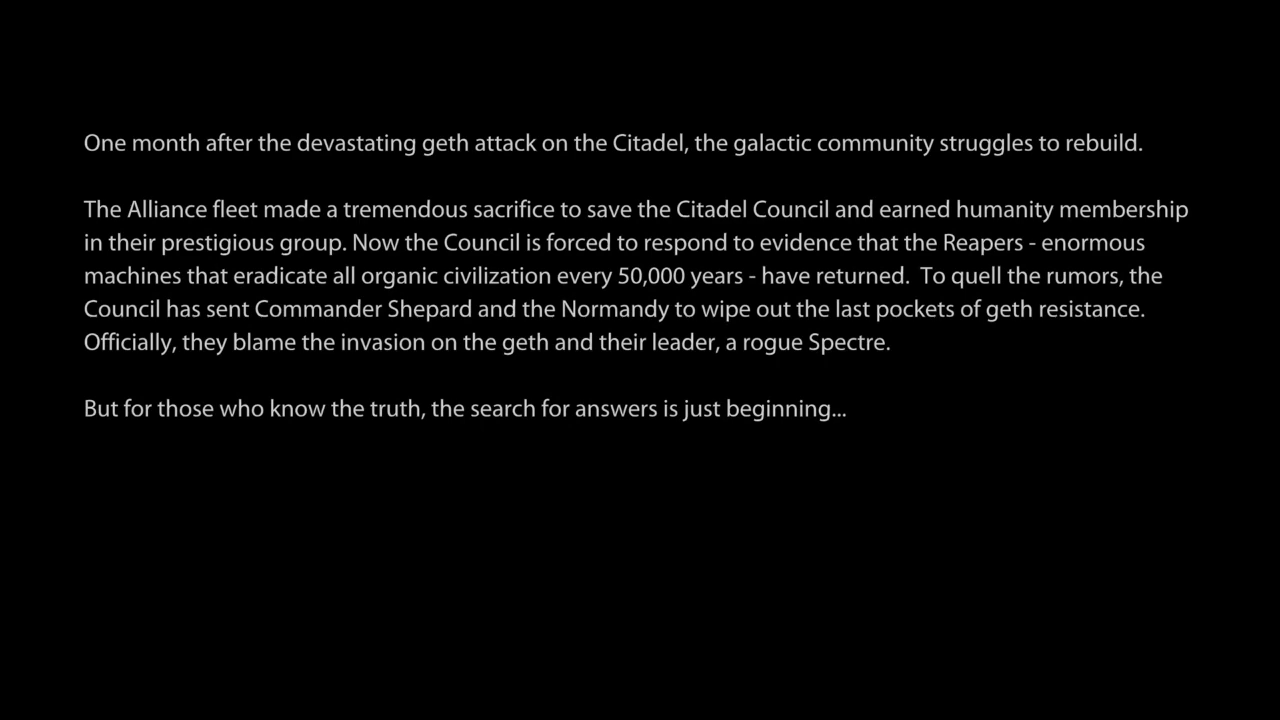 One month after the devastating geth attack on the Citadel, the galactic community struggles to rebuild.
The Alliance fleet made a tremendous sacrifice to save the Citadel Council and earned humanity membership
in their prestigious group. Now the Council is forced to respond to evidence that the Reapers - enormous
machines that eradicate all organic civilization every 50,000 years - have returned.  To quell the rumors, the
Council has sent Commander Shepard and the Normandy to wipe out the last pockets of geth resistance.
Officially, they blame the invasion on the geth and their leader, a rogue Spectre.
But for those who know the truth, the search for answers is just beginning...